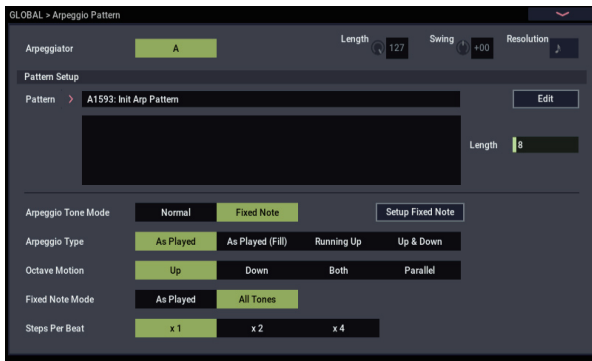 GLOBAL > Arpeggio Pattern
Arpeggiator A Length 127 Swing +00 Resolution ♪
Pattern Setup
Pattern > A1593: Init Arp Pattern Edit
Length 8
Arpeggio Tone Mode Normal Fixed Note Setup Fixed Note
Arpeggio Type As Played As Played (Fill) Running Up Up & Down
Octave Motion Up Down Both Parallel
Fixed Note Mode As Played All Tones
Steps Per Beat x 1 x 2 x 4